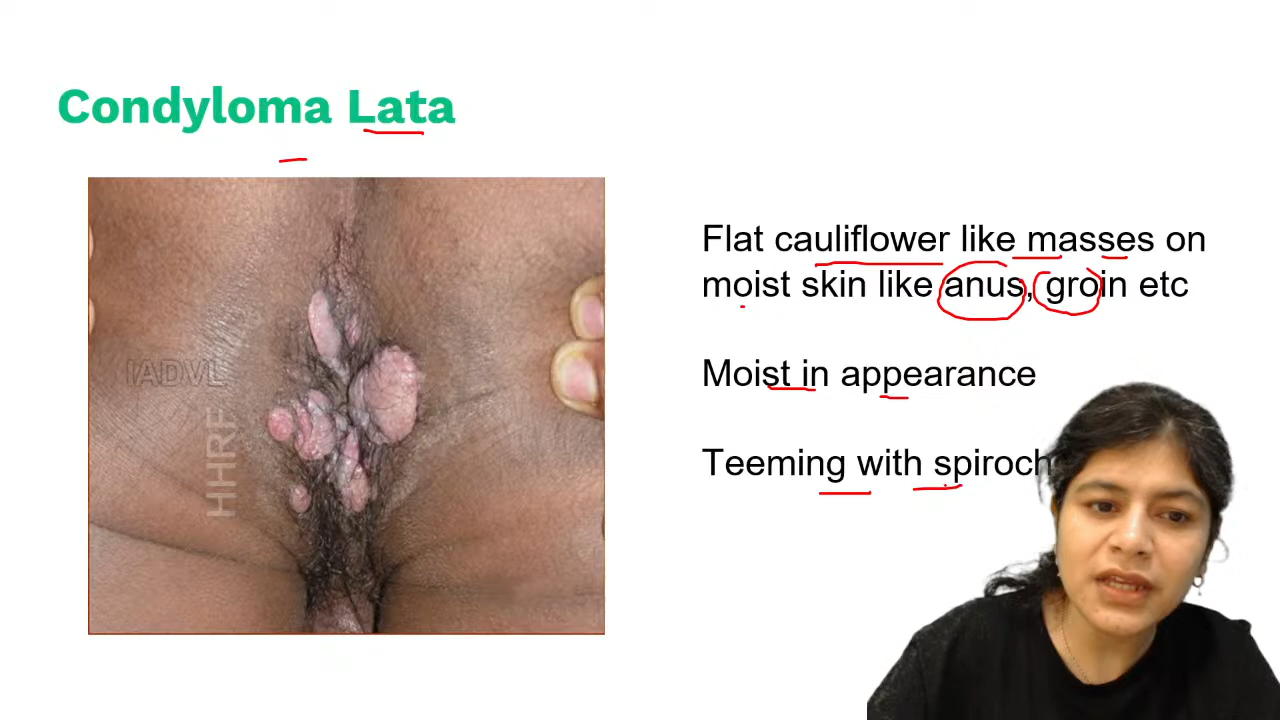 Condyloma Lata
Flat cauliflower like masses on
moist skin like anus, groin etc
Moist in appearance
Teeming with spiroch
IADVL
HHRF